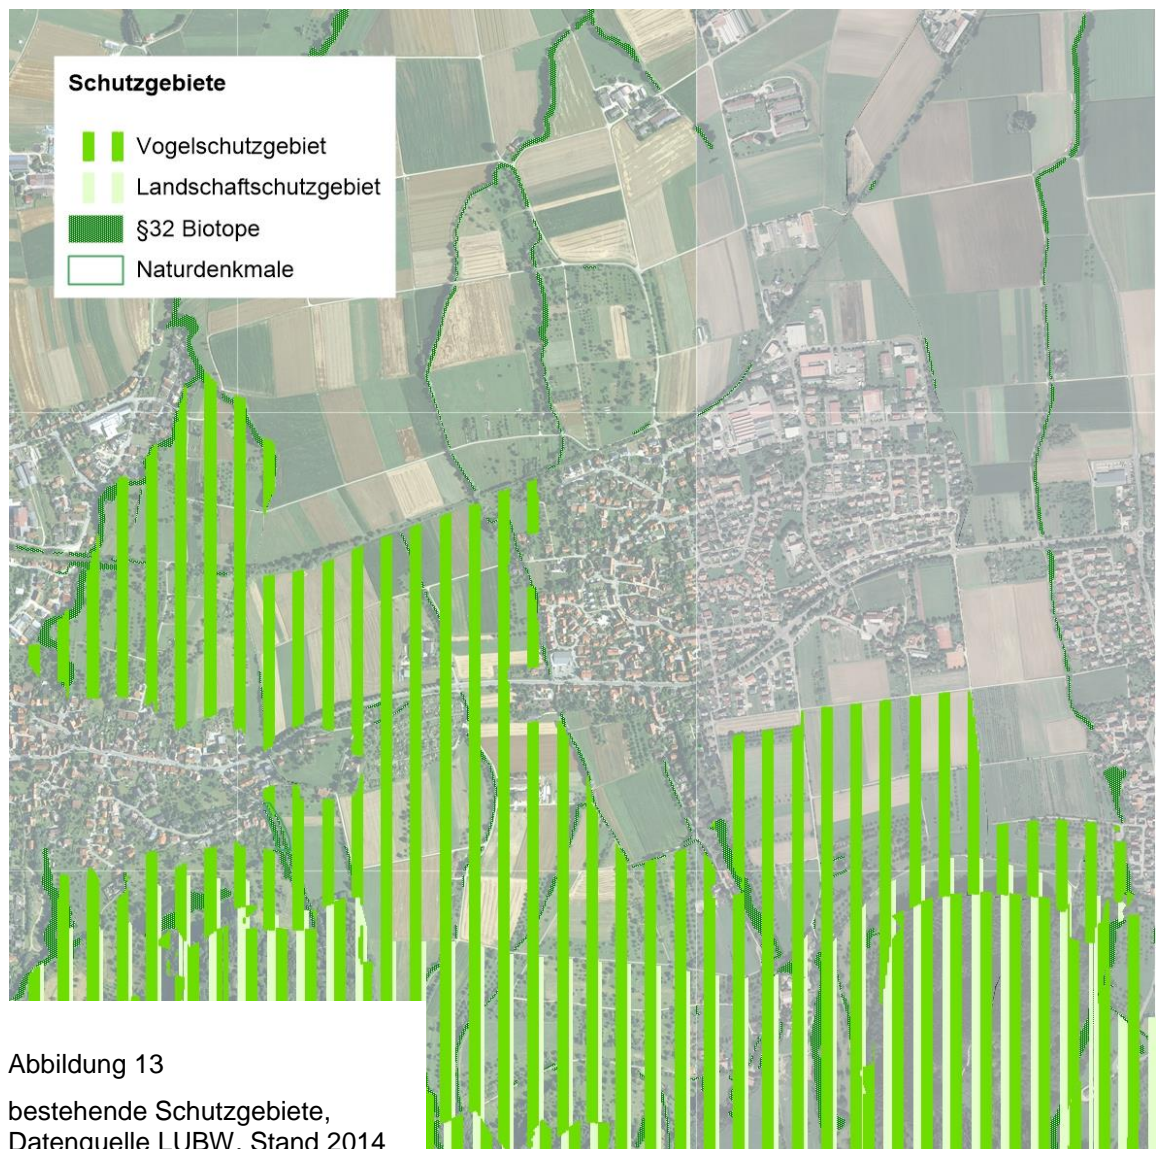 Schutzgebiete
Vogelschutzgebiet
Landschaftschutzgebiet
§32 Biotope
Naturdenkmale
Abbildung 13
bestehende Schutzgebiete,
Datenquelle LUBW, Stand 2014